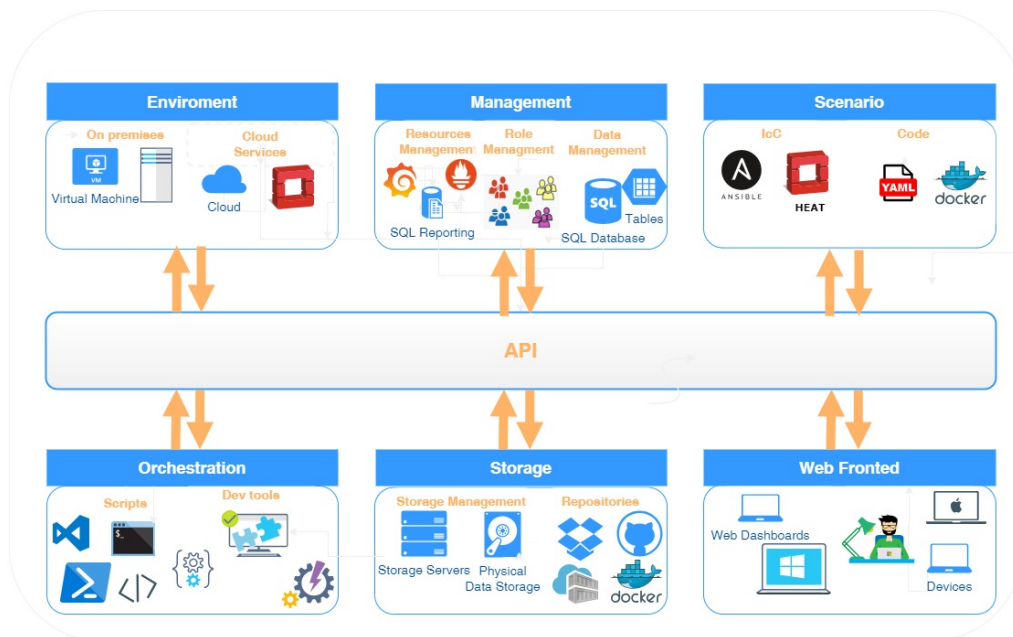 Enviroment
On premises
Cloud
Services
VM
Virtual Machine
Cloud
Management
Resources
Management
Role
Managment
Data
Management
SQL Reporting
SQL
Tables
SQL Database
Scenario
IcC
Code
ANSIBLE
HEAT
YAML
docker
API
Orchestration
Scripts
Dev tools
$_
</>
Storage
Storage Management
Repositories
Storage Servers
Physical
Data Storage
docker
Web Fronted
Web Dashboards
Devices